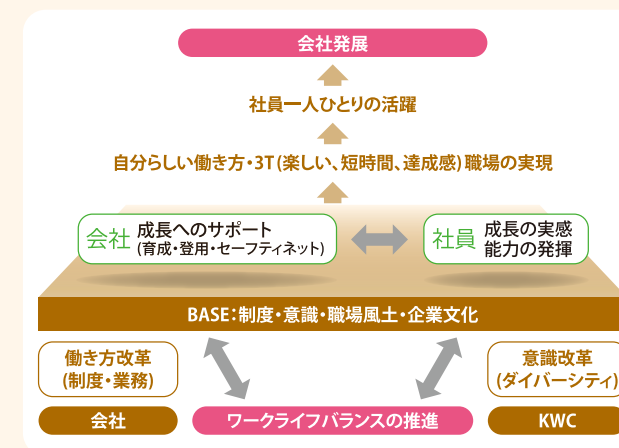 会社発展
社員一人ひとりの活躍
自分らしい働き方・3T(楽しい、短時間、達成感)職場の実現
会社 成長へのサポート
(育成・登用・セーフティネット)
社員 成長の実感
能力の発揮
BASE：制度・意識・職場風土・企業文化
働き方改革
(制度・業務)
意識改革
(ダイバーシティ)
会社
ワークライフバランスの推進
KWC